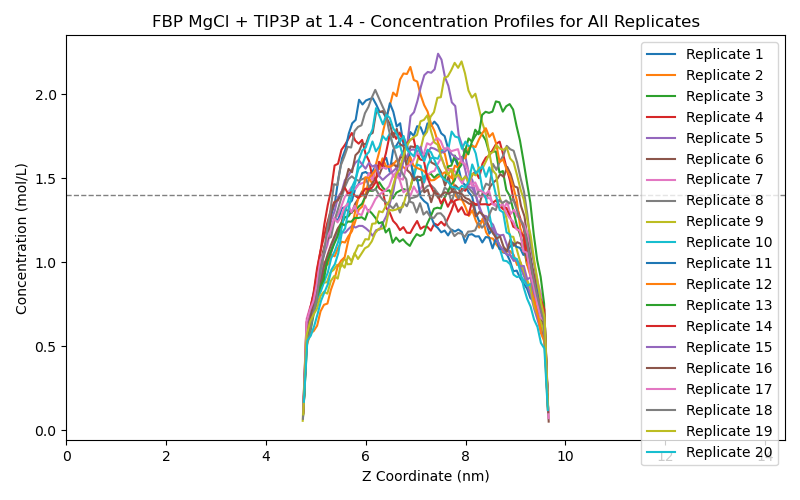 FBP MgCl + TIP3P at 1.4 - Concentration Profiles for All Replicates
Concentration (mol/L)
2.0
1.5
1.0
0.5
0.0
0
2
4
6
8
10
12
14
Z Coordinate (nm)
Replicate 1
Replicate 2
Replicate 3
Replicate 4
Replicate 5
Replicate 6
Replicate 7
Replicate 8
Replicate 9
Replicate 10
Replicate 11
Replicate 12
Replicate 13
Replicate 14
Replicate 15
Replicate 16
Replicate 17
Replicate 18
Replicate 19
Replicate 20